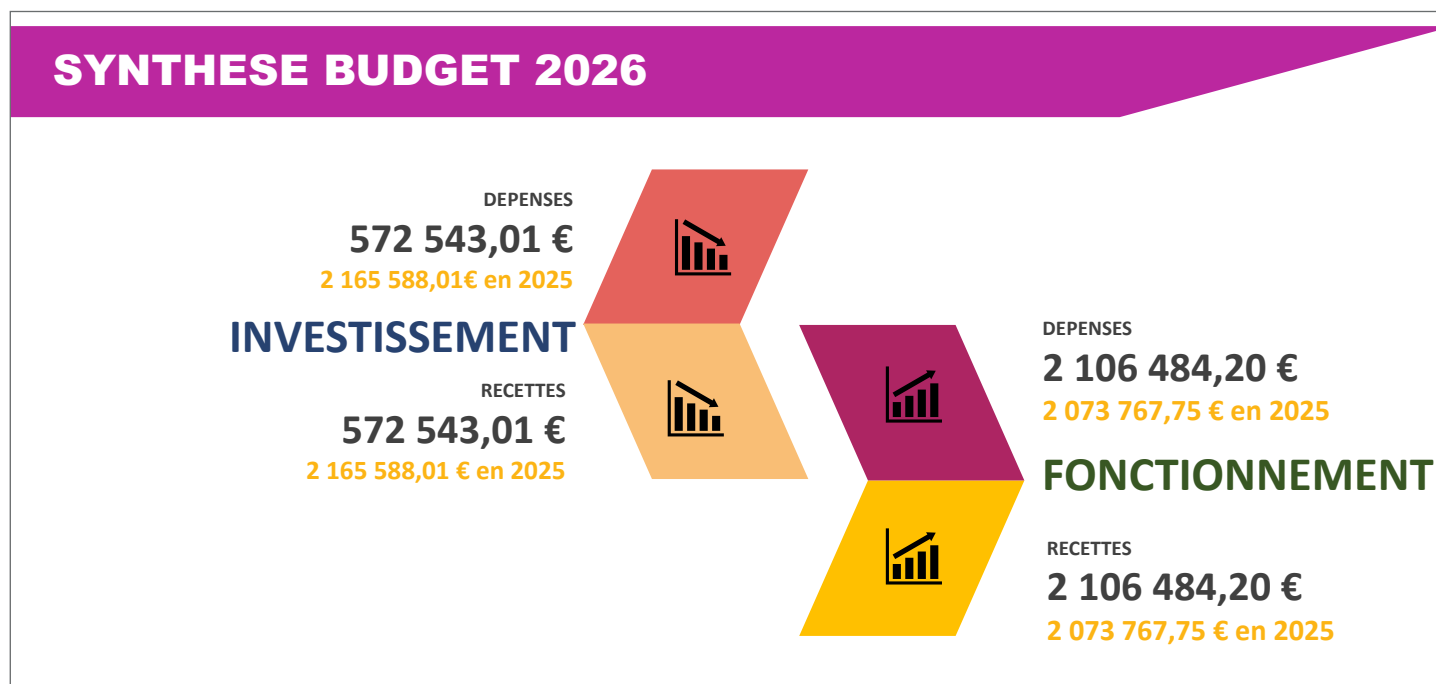 SYNTHESE BUDGET 2026
DEPENSES
572 543,01 €
2 165 588,01€ en 2025
INVESTISSEMENT
RECETTES
572 543,01 €
2 165 588,01 € en 2025
DEPENSES
2 106 484,20 €
2 073 767,75 € en 2025
FONCTIONNEMENT
RECETTES
2 106 484,20 €
2 073 767,75 € en 2025